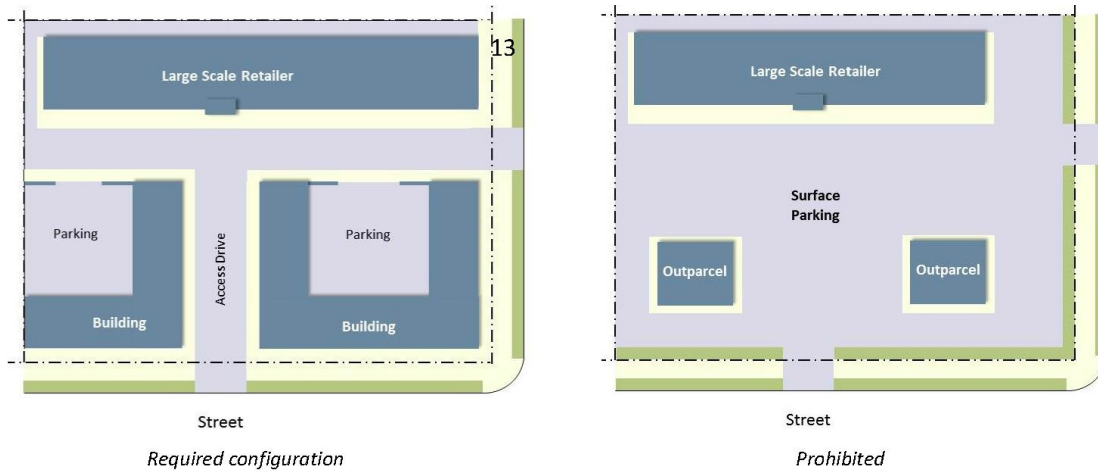 13
Large Scale Retailer
Parking
Access Drive
Parking
Building
Building
Street
Required configuration
Large Scale Retailer
Surface
Parking
Outparcel
Outparcel
Street
Prohibited